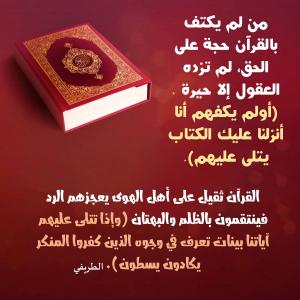 من لم يكتف
بالقرآن حجة على
الحق، لم تزده
العقول إلا حيرة .
(أولم يكفهم أنا
أنزلنا عليك الكتاب
يتلى عليهم).
القرآن ثقيل على أهل الهوى يعجزهم الرد
فينتقمون بالظلم والبهتان (وإذا تتلى عليهم
آياتنا بينات تعرف في وجوه الذين كفروا المنكر
يكادون يسطون)• الطريفي